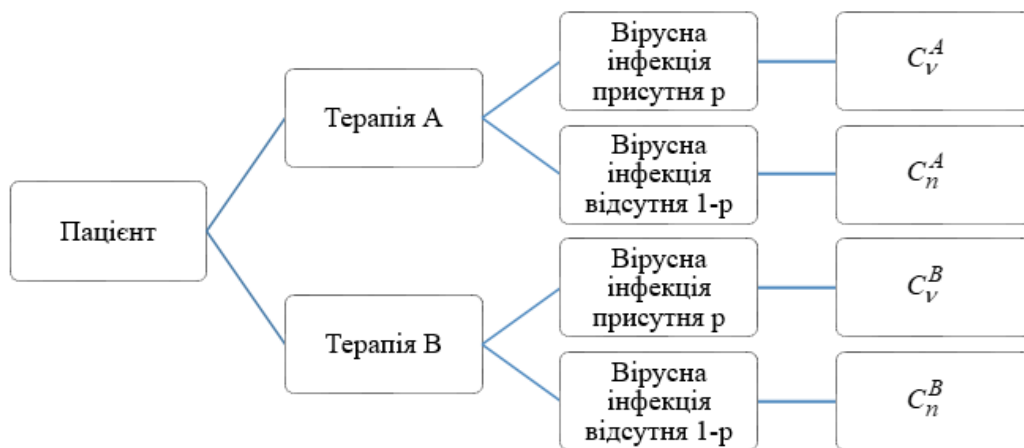 Пацієнт
Терапія А
Терапія В
Вірусна
інфекція
присутня р
Вірусна
інфекція
відсутня 1-р
Вірусна
інфекція
присутня р
Вірусна
інфекція
відсутня 1-р
$C_v^A$
$C_n^A$
$C_v^B$
$C_n^B$